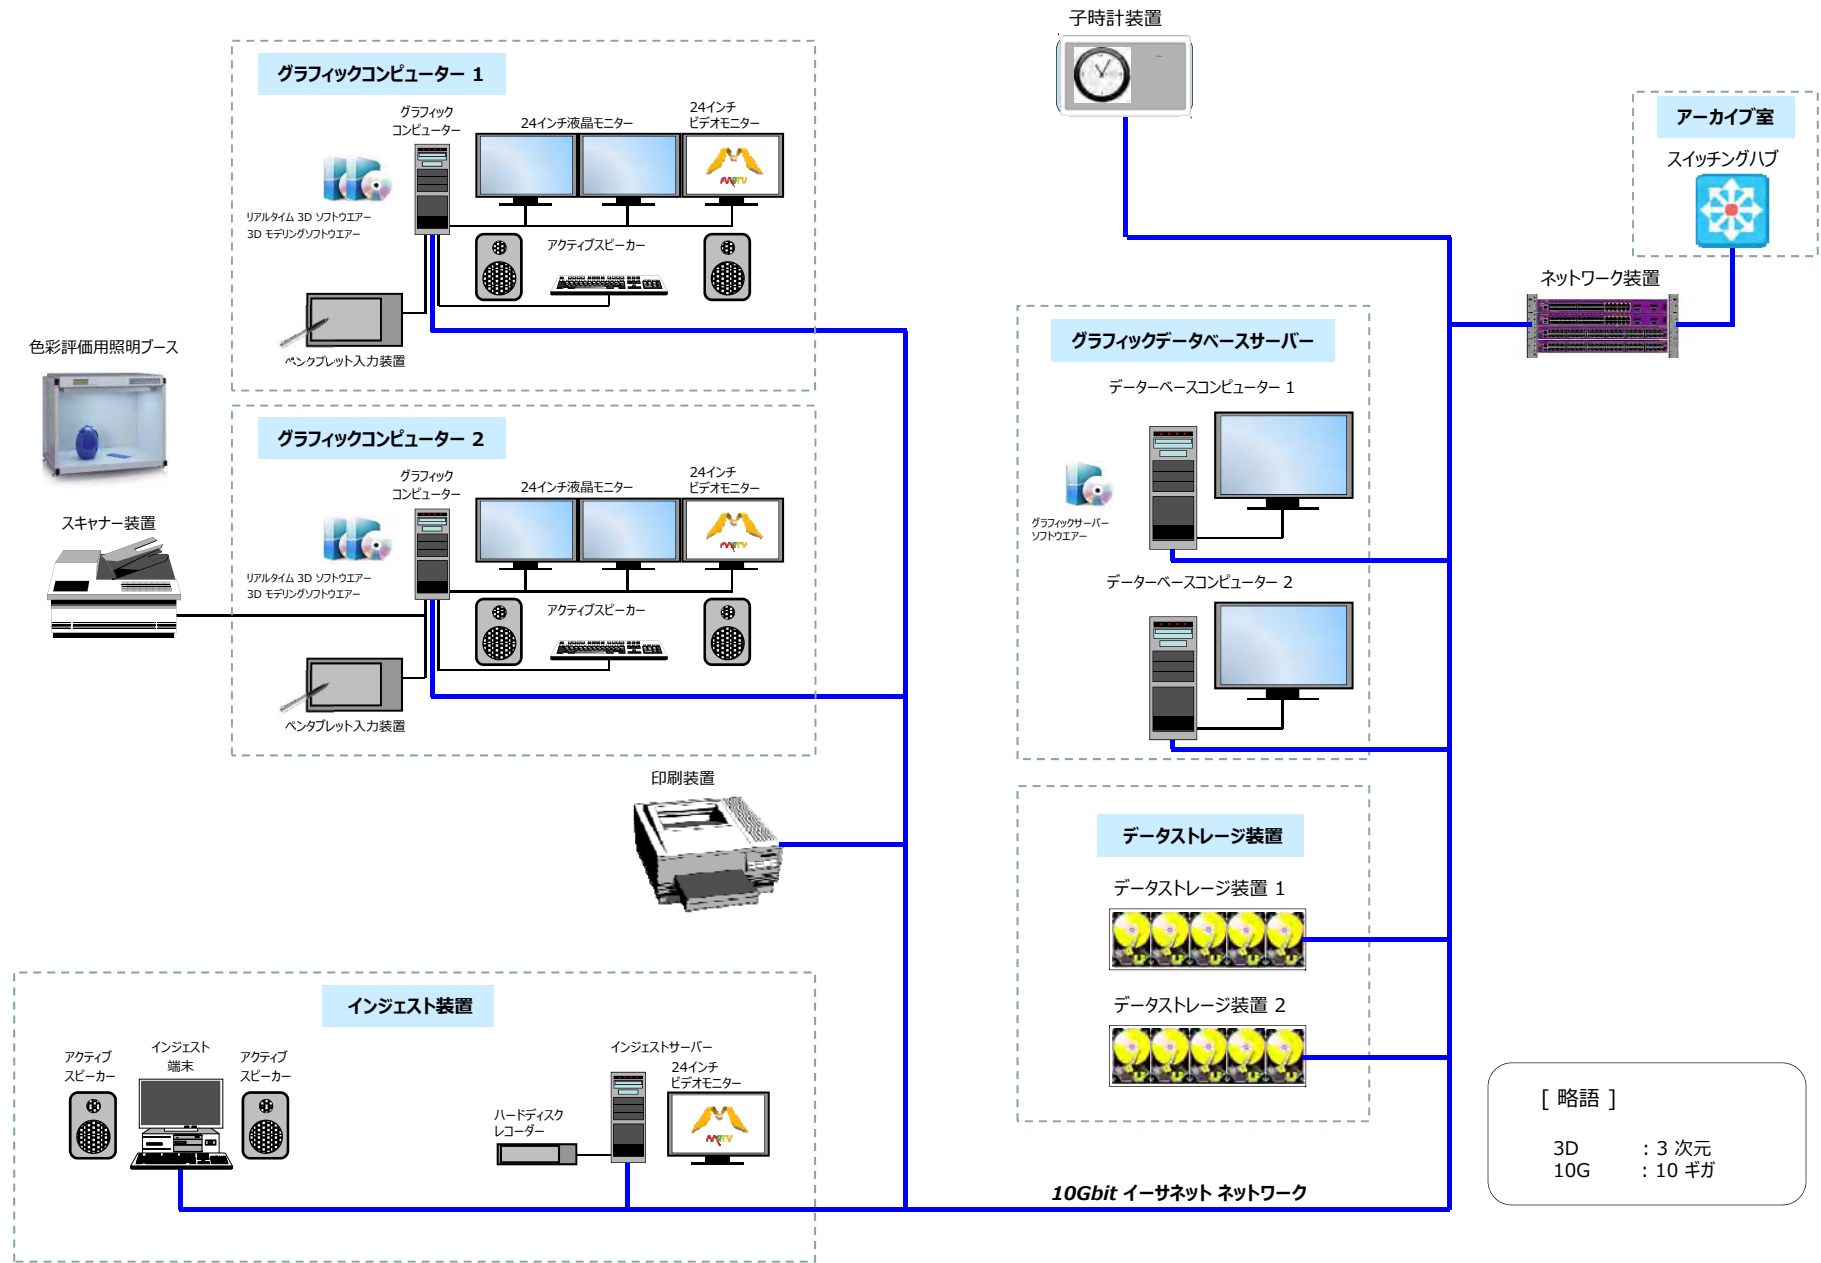 子時計装置
グラフィックコンピューター 1
グラフィック
コンピューター
24インチ液晶モニター
24インチ
ビデオモニター
MRTV
リアルタイム 3D ソフトウエアー
3D モデリングソフトウエアー
アクティブスピーカー
ペンタブレット入力装置
アーカイブ室
スイッチングハブ
ネットワーク装置
色彩評価用照明ブース
グラフィックコンピューター 2
グラフィック
コンピューター
24インチ液晶モニター
24インチ
ビデオモニター
MRTV
リアルタイム 3D ソフトウエアー
3D モデリングソフトウエアー
アクティブスピーカー
ペンタブレット入力装置
スキャナー装置
グラフィックデータベースサーバー
データーベースコンピューター 1
グラフィックサーバー
ソフトウエアー
データーベースコンピューター 2
印刷装置
データストレージ装置
データストレージ装置 1
データストレージ装置 2
インジェスト装置
アクティブ
スピーカー
インジェスト
端末
アクティブ
スピーカー
インジェストサーバー
24インチ
ビデオモニター
MRTV
ハードディスク
レコーダー
10Gbit イーサネット ネットワーク
[ 略語 ]
3D : 3 次元
10G : 10 ギガ